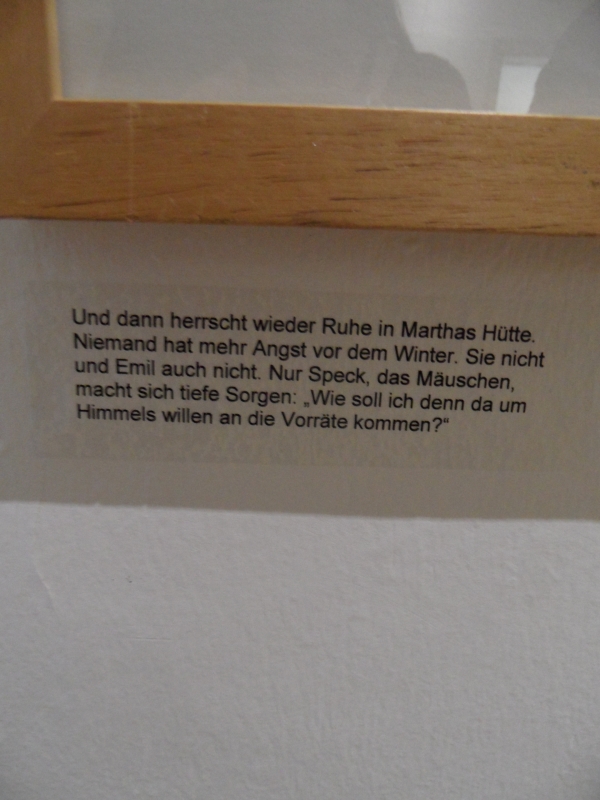 Und dann herrscht wieder Ruhe in Marthas Hütte.
Niemand hat mehr Angst vor dem Winter. Sie nicht
und Emil auch nicht. Nur Speck, das Mäuschen,
macht sich tiefe Sorgen: „Wie soll ich denn da um
Himmels willen an die Vorräte kommen?“